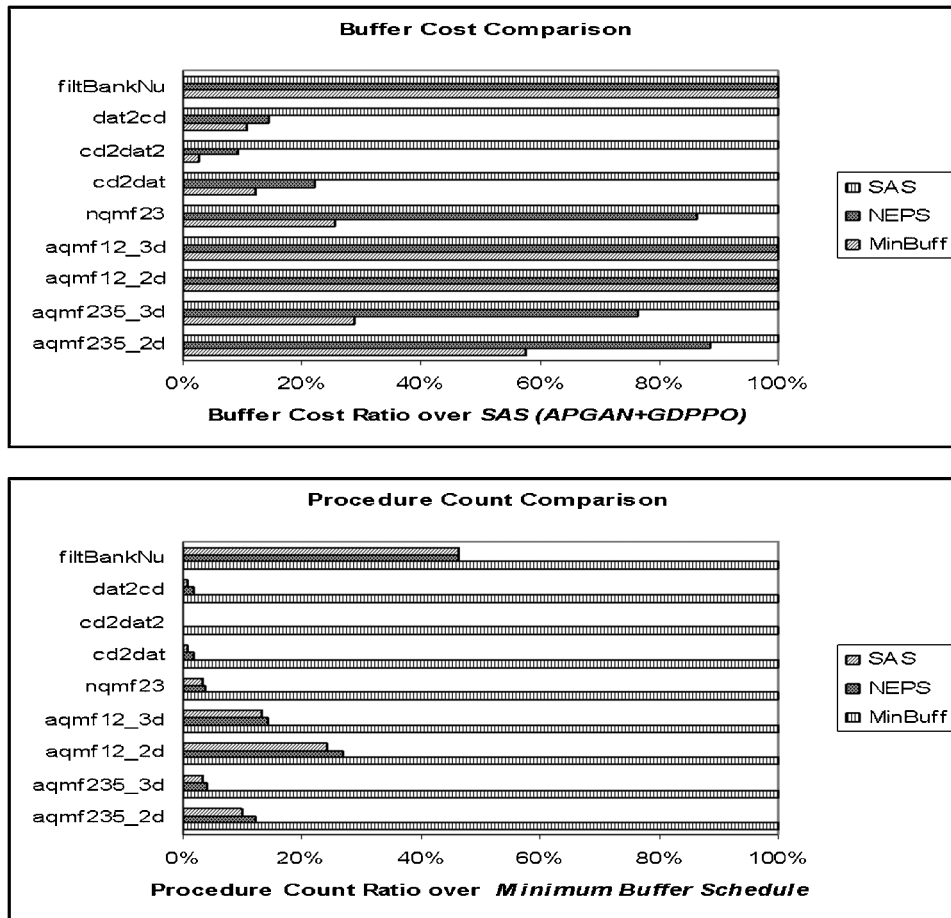 Buffer Cost Comparison
filtBankNu
dat2cd
cd2dat2
cd2dat
nqmf23
aqmf12_3d
aqmf12_2d
aqmf235_3d
aqmf235_2d
0% 20% 40% 60% 80% 100%
Buffer Cost Ratio over SAS (APGAN+GDPPO)
SAS
NEPS
MinBuff
Procedure Count Comparison
filtBankNu
dat2cd
cd2dat2
cd2dat
nqmf23
aqmf12_3d
aqmf12_2d
aqmf235_3d
aqmf235_2d
0% 20% 40% 60% 80% 100%
Procedure Count Ratio over Minimum Buffer Schedule
SAS
NEPS
MinBuff